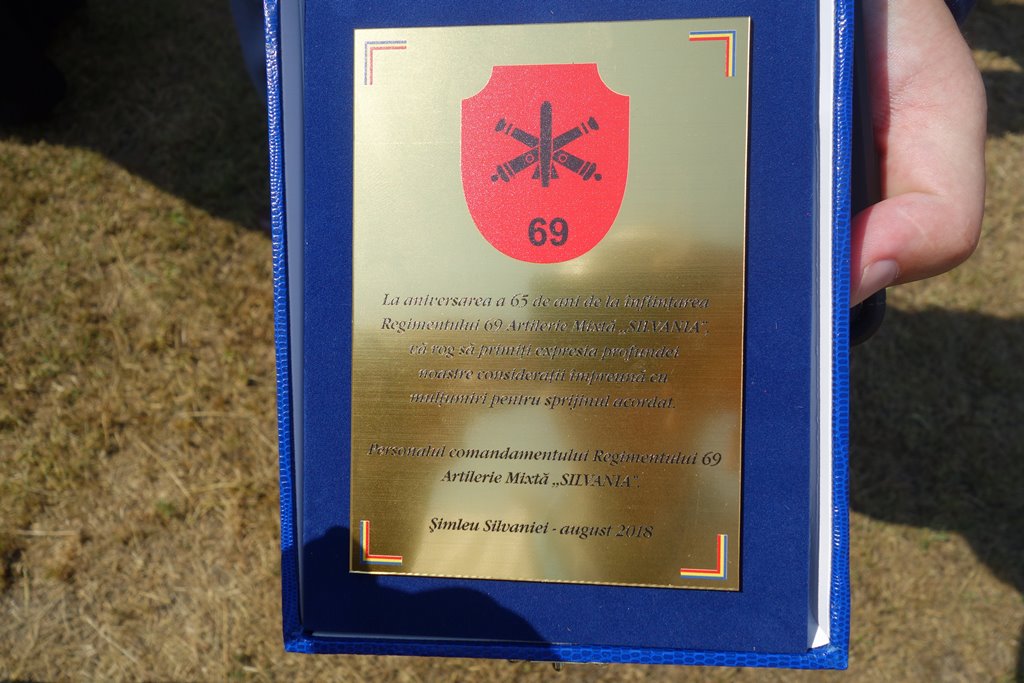 69
La aniversarea a 65 de ani de la înființarea
Regimentului 69 Artilerie Mixtă „SILVANIA”,
vă rog să primiți expresia profundei
noastre considerații împreună cu
mulțumiri pentru sprijinul acordat.
Personalul comandamentului Regimentului 69
Artilerie Mixtă „SILVANIA”.
Şimleu Silvaniei - august 2018